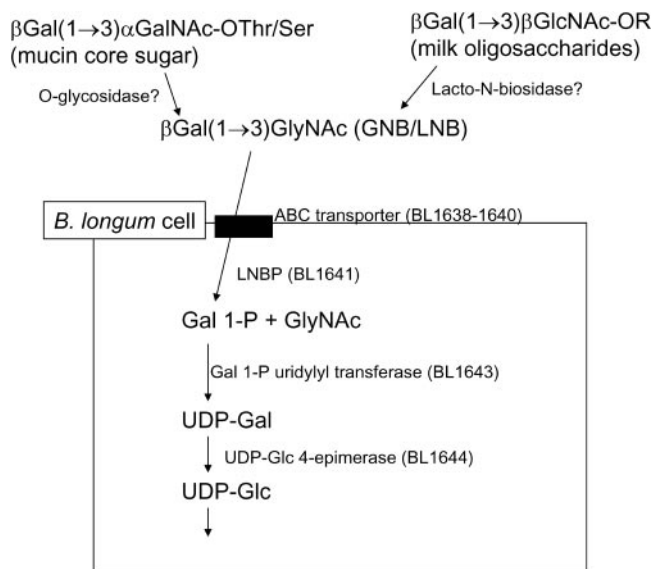 βGal(1→3)αGalNAc-OThr/Ser
(mucin core sugar)
βGal(1→3)βGlcNAc-OR
(milk oligosaccharides)
O-glycosidase?
Lacto-N-biosidase?
βGal(1→3)GlyNAc (GNB/LNB)
B. longum cell
ABC transporter (BL1638-1640)
LNBP (BL1641)
Gal 1-P + GlyNAc
Gal 1-P uridylyl transferase (BL1643)
UDP-Gal
UDP-Glc 4-epimerase (BL1644)
UDP-Glc